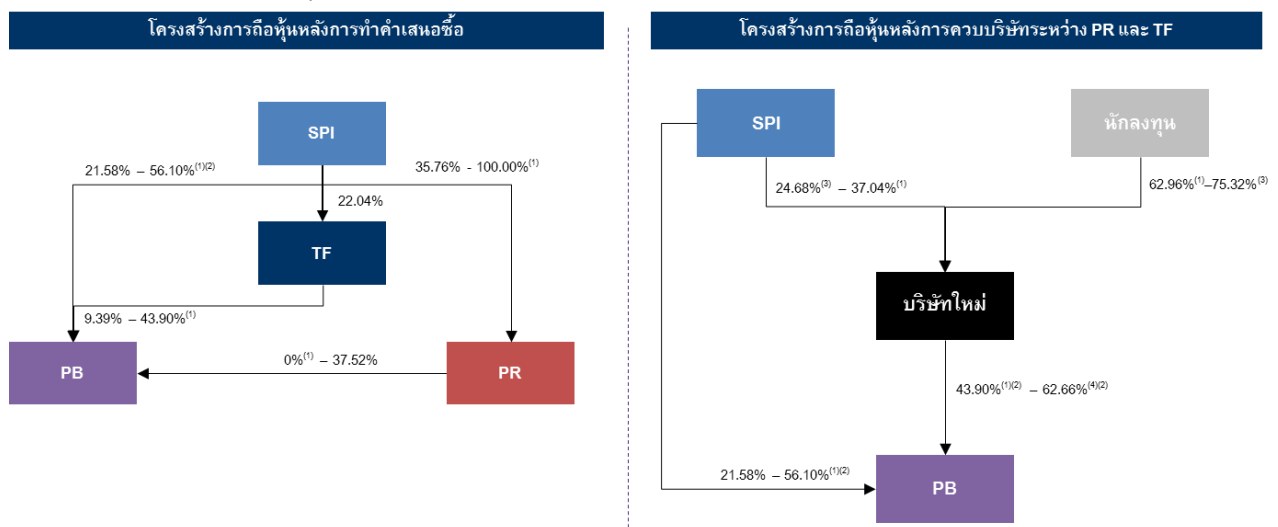 โครงสร้างการถือหุ้นหลังการทำคำเสนอซื้อ
SPI
21.58% – 56.10%(1)(2)
35.76% - 100.00%(1)
22.04%
TF
9.39% – 43.90%(1)
PB
0%(1) – 37.52%
PR
โครงสร้างการถือหุ้นหลังการควบบริษัทระหว่าง PR และ TF
SPI
นักลงทุน
24.68%(3) – 37.04%(1)
62.96%(1)–75.32%(3)
บริษัทใหม่
43.90%(1)(2) – 62.66%(4)(2)
21.58% – 56.10%(1)(2)
PB